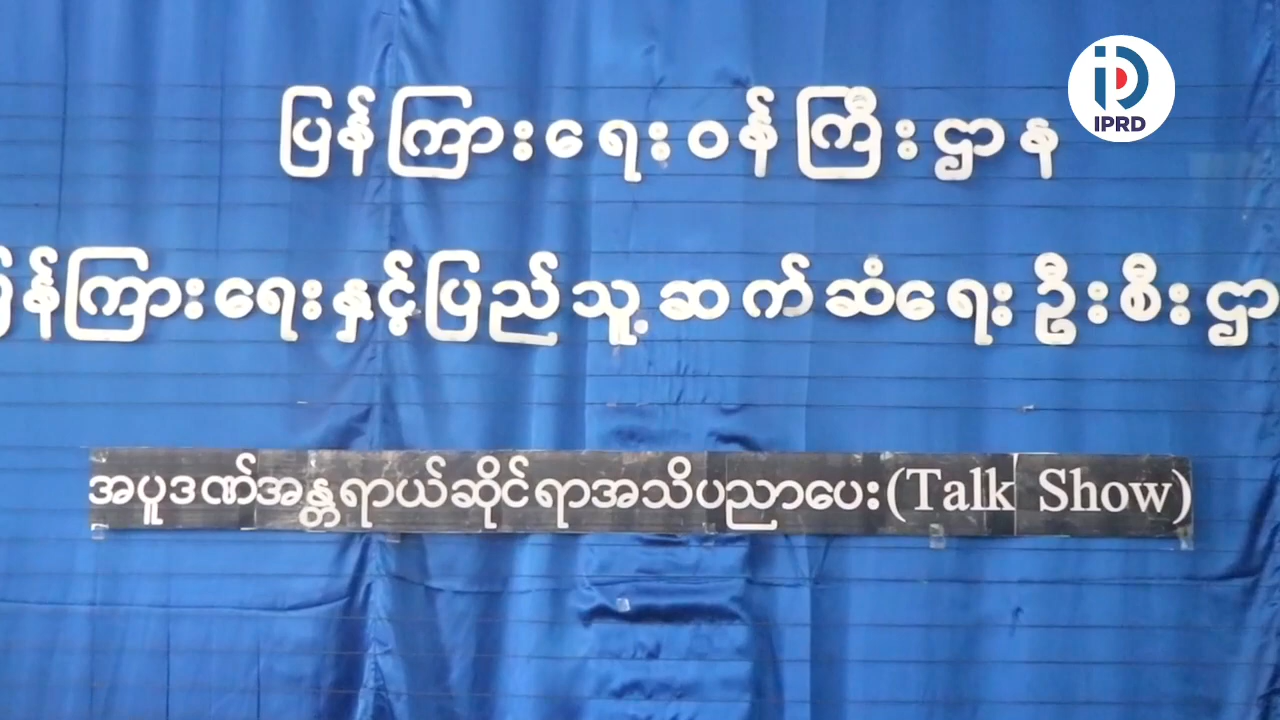 IPRD
ပြန်ကြားရေးဝန်ကြီးဌာန
ပြန်ကြားရေးနှင့်ပြည်သူ့ဆက်ဆံရေးဦးစီးဌာ
အပူဒဏ်အန္တရာယ်ဆိုင်ရာအသိပညာပေး(Talk Show)